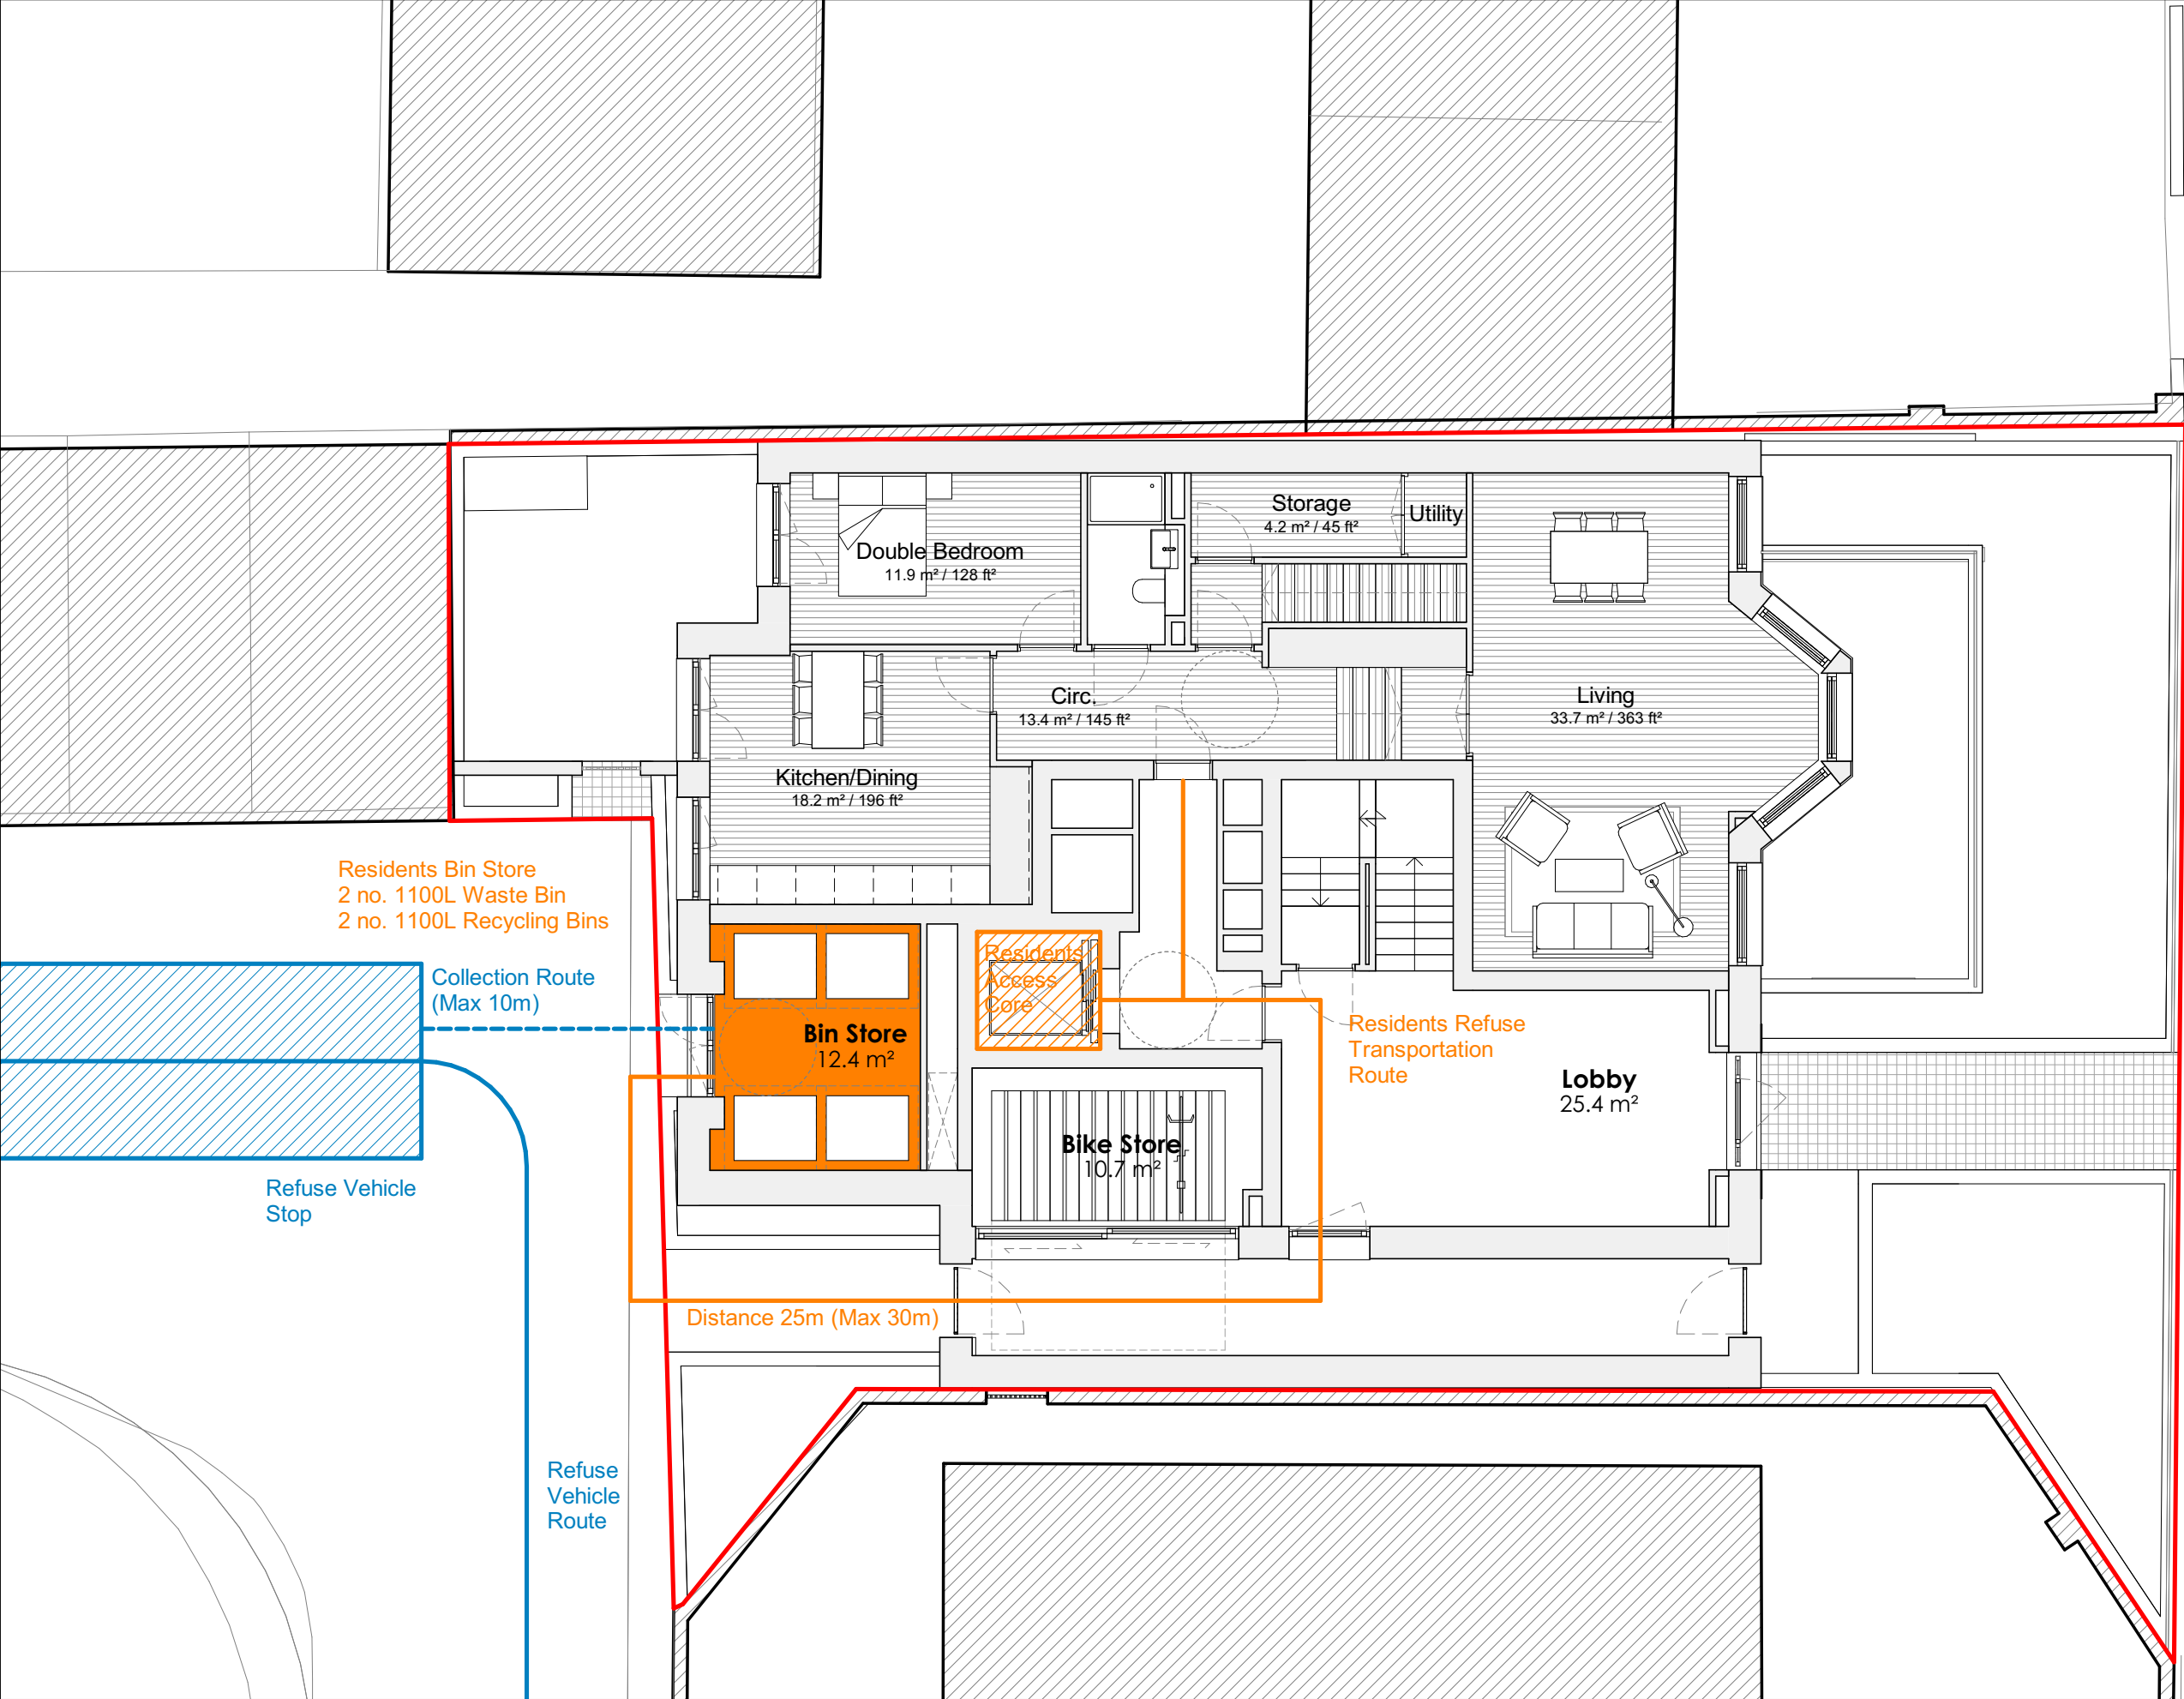 Storage
4.2 m² / 45 ft²
Utility
Double Bedroom
11.9 m² / 128 ft²
Circ.
13.4 m² / 145 ft²
Living
33.7 m² / 363 ft²
Kitchen/Dining
18.2 m² / 196 ft²
Residents Bin Store
2 no. 1100L Waste Bin
2 no. 1100L Recycling Bins
Collection Route
(Max 10m)
Residents
Access
Core
Bin Store
12.4 m²
Residents Refuse
Transportation
Route
Lobby
25.4 m²
Bike Store
10.7 m²
Refuse Vehicle
Stop
Distance 25m (Max 30m)
Refuse
Vehicle
Route